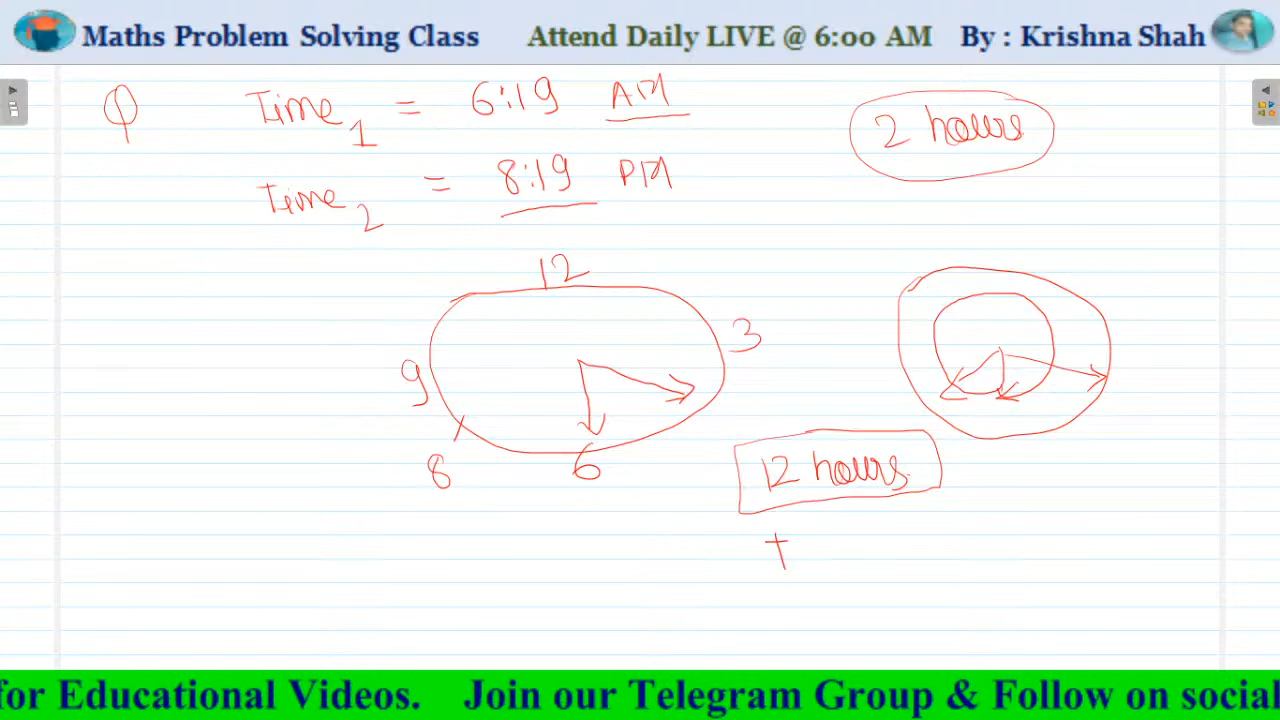 Maths Problem Solving Class Attend Daily LIVE @ 6:00 AM By : Krishna Shah
Q Time1 = 6:19 AM
2 hours
Time2 = 8:19 PM
12
3
9
8
6
12 hours
+
for Educational Videos. Join our Telegram Group & Follow on social